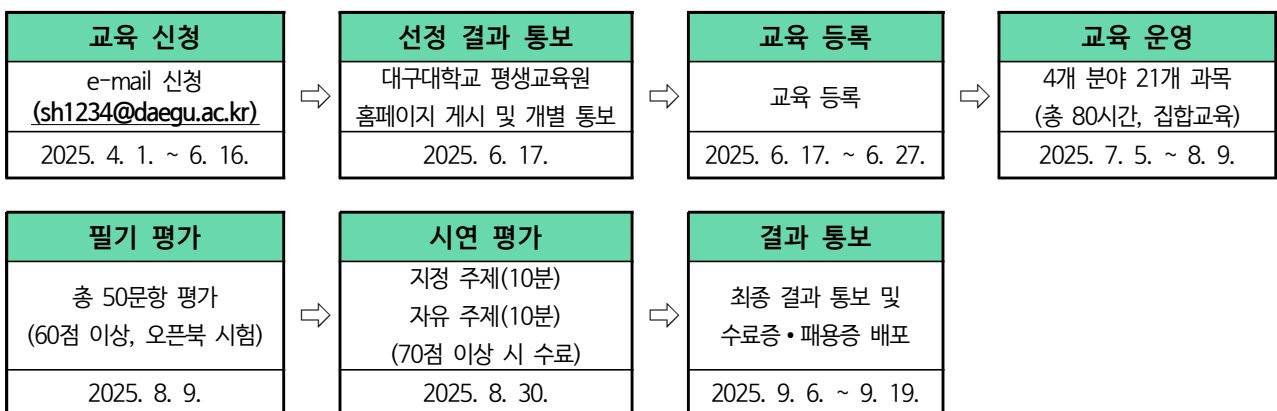 교육 신청
e-mail 신청
(sh1234@daegu.ac.kr)
2025. 4. 1. ~ 6. 16.
⇨
선정 결과 통보
대구대학교 평생교육원
홈페이지 게시 및 개별 통보
2025. 6. 17.
⇨
교육 등록
교육 등록
2025. 6. 17. ~ 6. 27.
⇨
교육 운영
4개 분야 21개 과목
(총 80시간, 집합교육)
2025. 7. 5. ~ 8. 9.
필기 평가
총 50문항 평가
(60점 이상, 오픈북 시험)
2025. 8. 9.
⇨
시연 평가
지정 주제(10분)
자유 주제(10분)
(70점 이상 시 수료)
2025. 8. 30.
⇨
결과 통보
최종 결과 통보 및
수료증•패용증 배포
2025. 9. 6. ~ 9. 19.